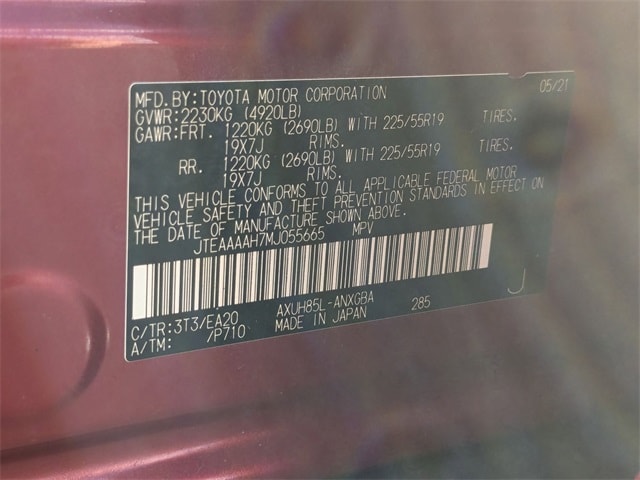 MFD.BY:TOYOTA MOTOR CORPORATION 05/21
GVWR:2230KG (4920LB)
GAWR:FRT. 1220KG (2690LB) WITH 225/55R19 TIRES.
19X7J RIMS.
RR. 1220KG (2690LB) WITH 225/55R19 TIRES.
19X7J RIMS.
THIS VEHICLE CONFORMS TO ALL APPLICABLE FEDERAL MOTOR
VEHICLE SAFETY AND THEFT PREVENTION STANDARDS IN EFFECT ON
THE DATE OF MANUFACTURE SHOWN ABOVE.
JTEAAAAH7MJ055665 MPV
J
C/TR:3T3/EA20 AXUH85L-ANXGBA 285
A/TM: /P710 MADE IN JAPAN